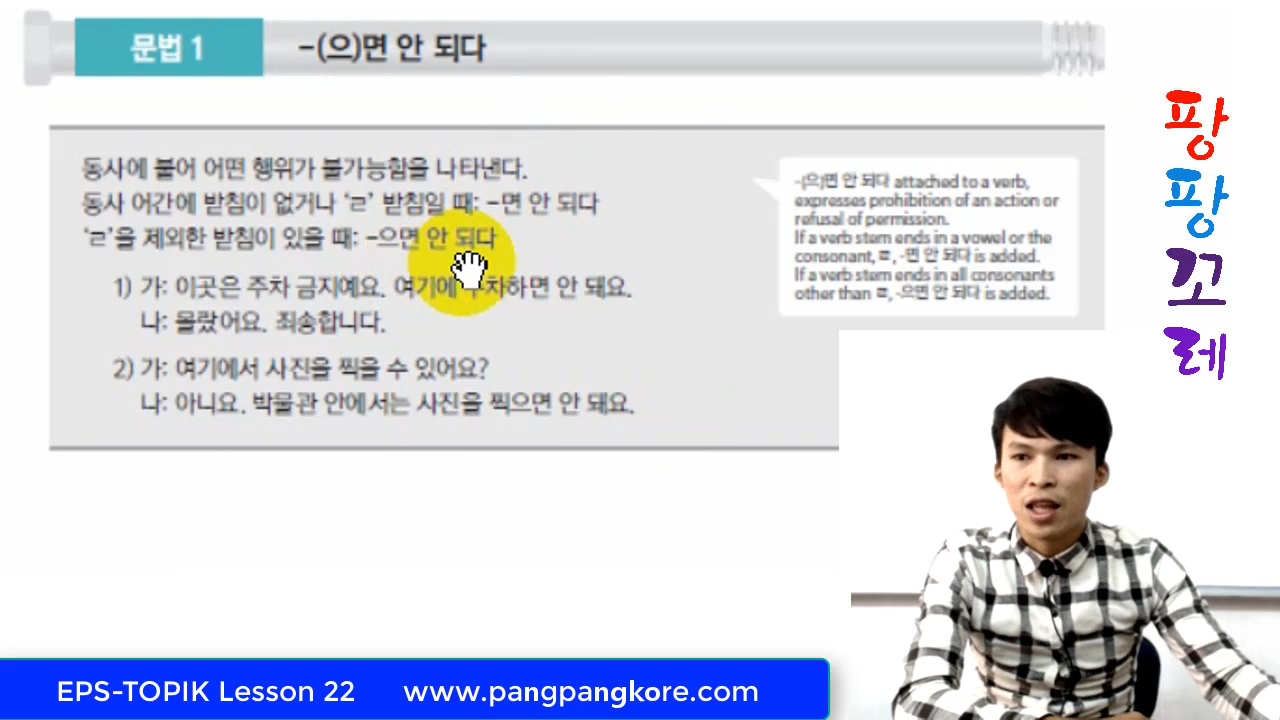 문법 1
-(으)면 안 되다
동사에 붙어 어떤 행위가 불가능함을 나타낸다.
동사 어간에 받침이 없거나 ‘ㄹ’ 받침일 때: -면 안 되다
‘ㄹ’을 제외한 받침이 있을 때: -으면 안 되다
1) 가: 이곳은 주차 금지예요. 여기에 주차하면 안 돼요.
나: 몰랐어요. 죄송합니다.
2) 가: 여기에서 사진을 찍을 수 있어요?
나: 아니요. 박물관 안에서는 사진을 찍으면 안 돼요.
-(으)면 안 되다 attached to a verb,
expresses prohibition of an action or
refusal of permission.
If a verb stem ends in a vowel or the
consonant, ㄹ, -면 안 되다 is added.
If a verb stem ends in all consonants
other than ㄹ, -으면 안 되다 is added.
팡
팡
꼬
레
EPS-TOPIK Lesson 22 www.pangpangkore.com